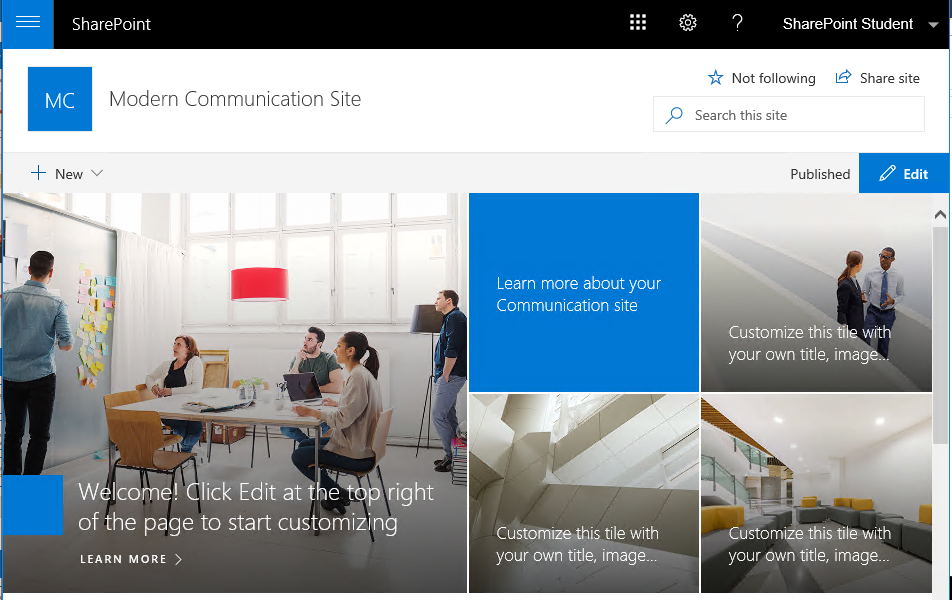 SharePoint
?
SharePoint Student
MC
Modern Communication Site
Not following
Share site
Search this site
New
Published
Edit
Learn more about your
Communication site
Customize this tile with
your own title, image...
Welcome! Click Edit at the top right
of the page to start customizing
LEARN MORE
Customize this tile with
your own title, image...
Customize this tile with
your own title, image...